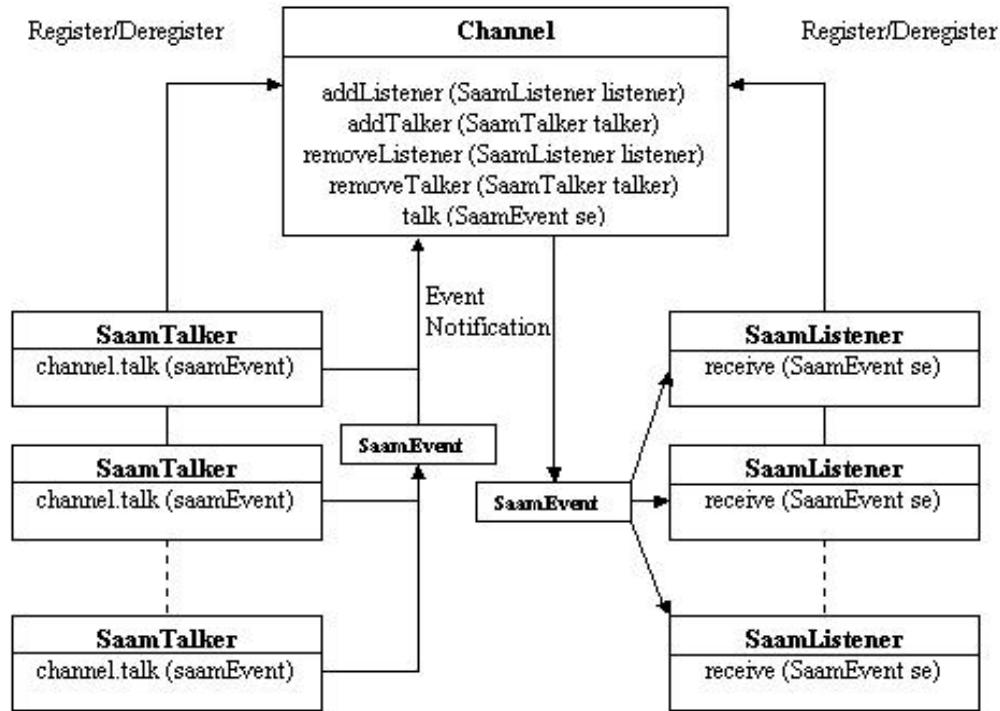 Register/Deregister
Channel
Register/Deregister
addListener (SaamListener listener)
addTalker (SaamTalker talker)
removeListener (SaamListener listener)
removeTalker (SaamTalker talker)
talk (SaamEvent se)
Event
Notification
SaamTalker
channel.talk (saamEvent)
SaamListener
receive (SaamEvent se)
SaamEvent
SaamTalker
channel.talk (saamEvent)
SaamEvent
SaamListener
receive (SaamEvent se)
SaamTalker
channel.talk (saamEvent)
SaamListener
receive (SaamEvent se)